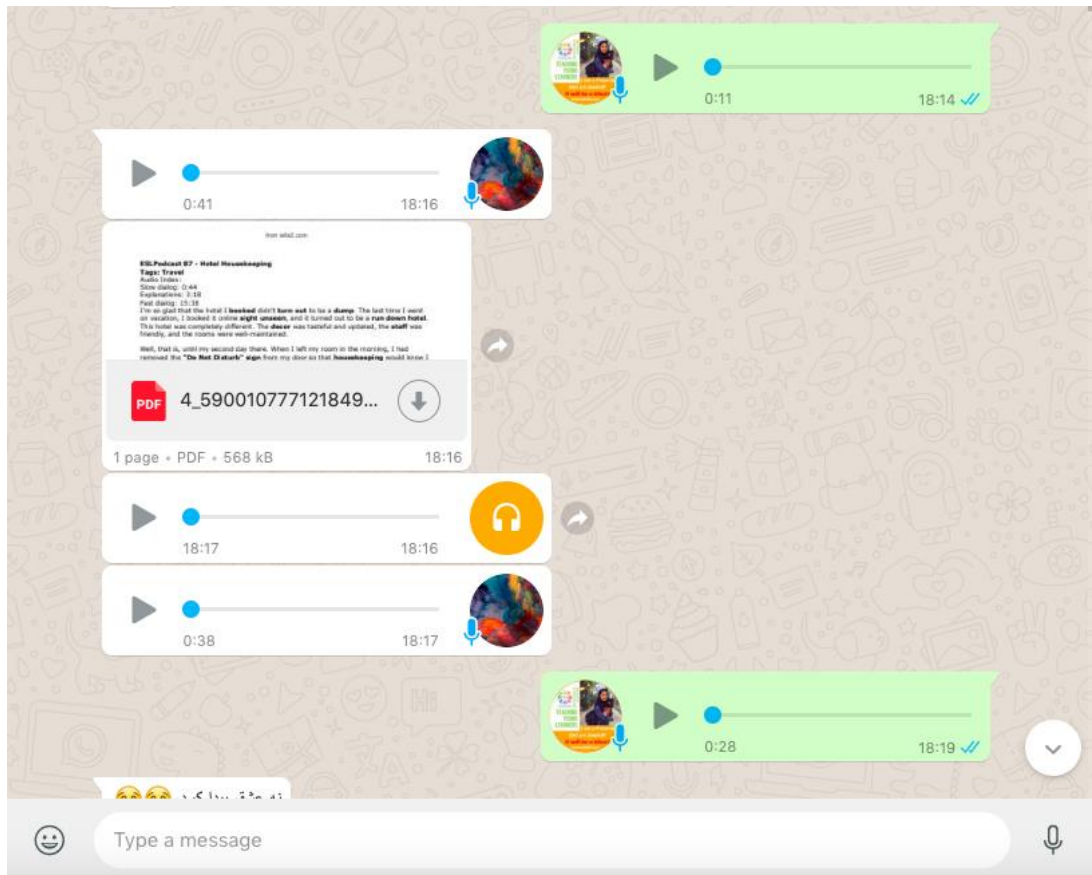 0:11 18:14
0:41 18:16
ESLPodcast 87 - Hotel Housekeeping
Tags: Travel
Audio Index:
Slow dialog: 0:44
Explanations: 3:18
Fast dialog: 15:38
I'm so glad that the hotel I booked didn't turn out to be a dump. The last time I went
on vacation, I booked it online sight unseen, and it turned out to be a run down hotel.
This hotel was completely different. The decor was tasteful and updated, the staff was
friendly, and the rooms were well-maintained.
Well, that is, until my second day there. When I left my room in the morning, I had
removed the "Do Not Disturb" sign from my door so that housekeeping would know I
PDF 4_590010777121849...
1 page • PDF • 568 kB 18:16
18:17 18:16
0:38 18:17
TEACHING
YOUNG
LEARNERS
0:28 18:19
Type a message